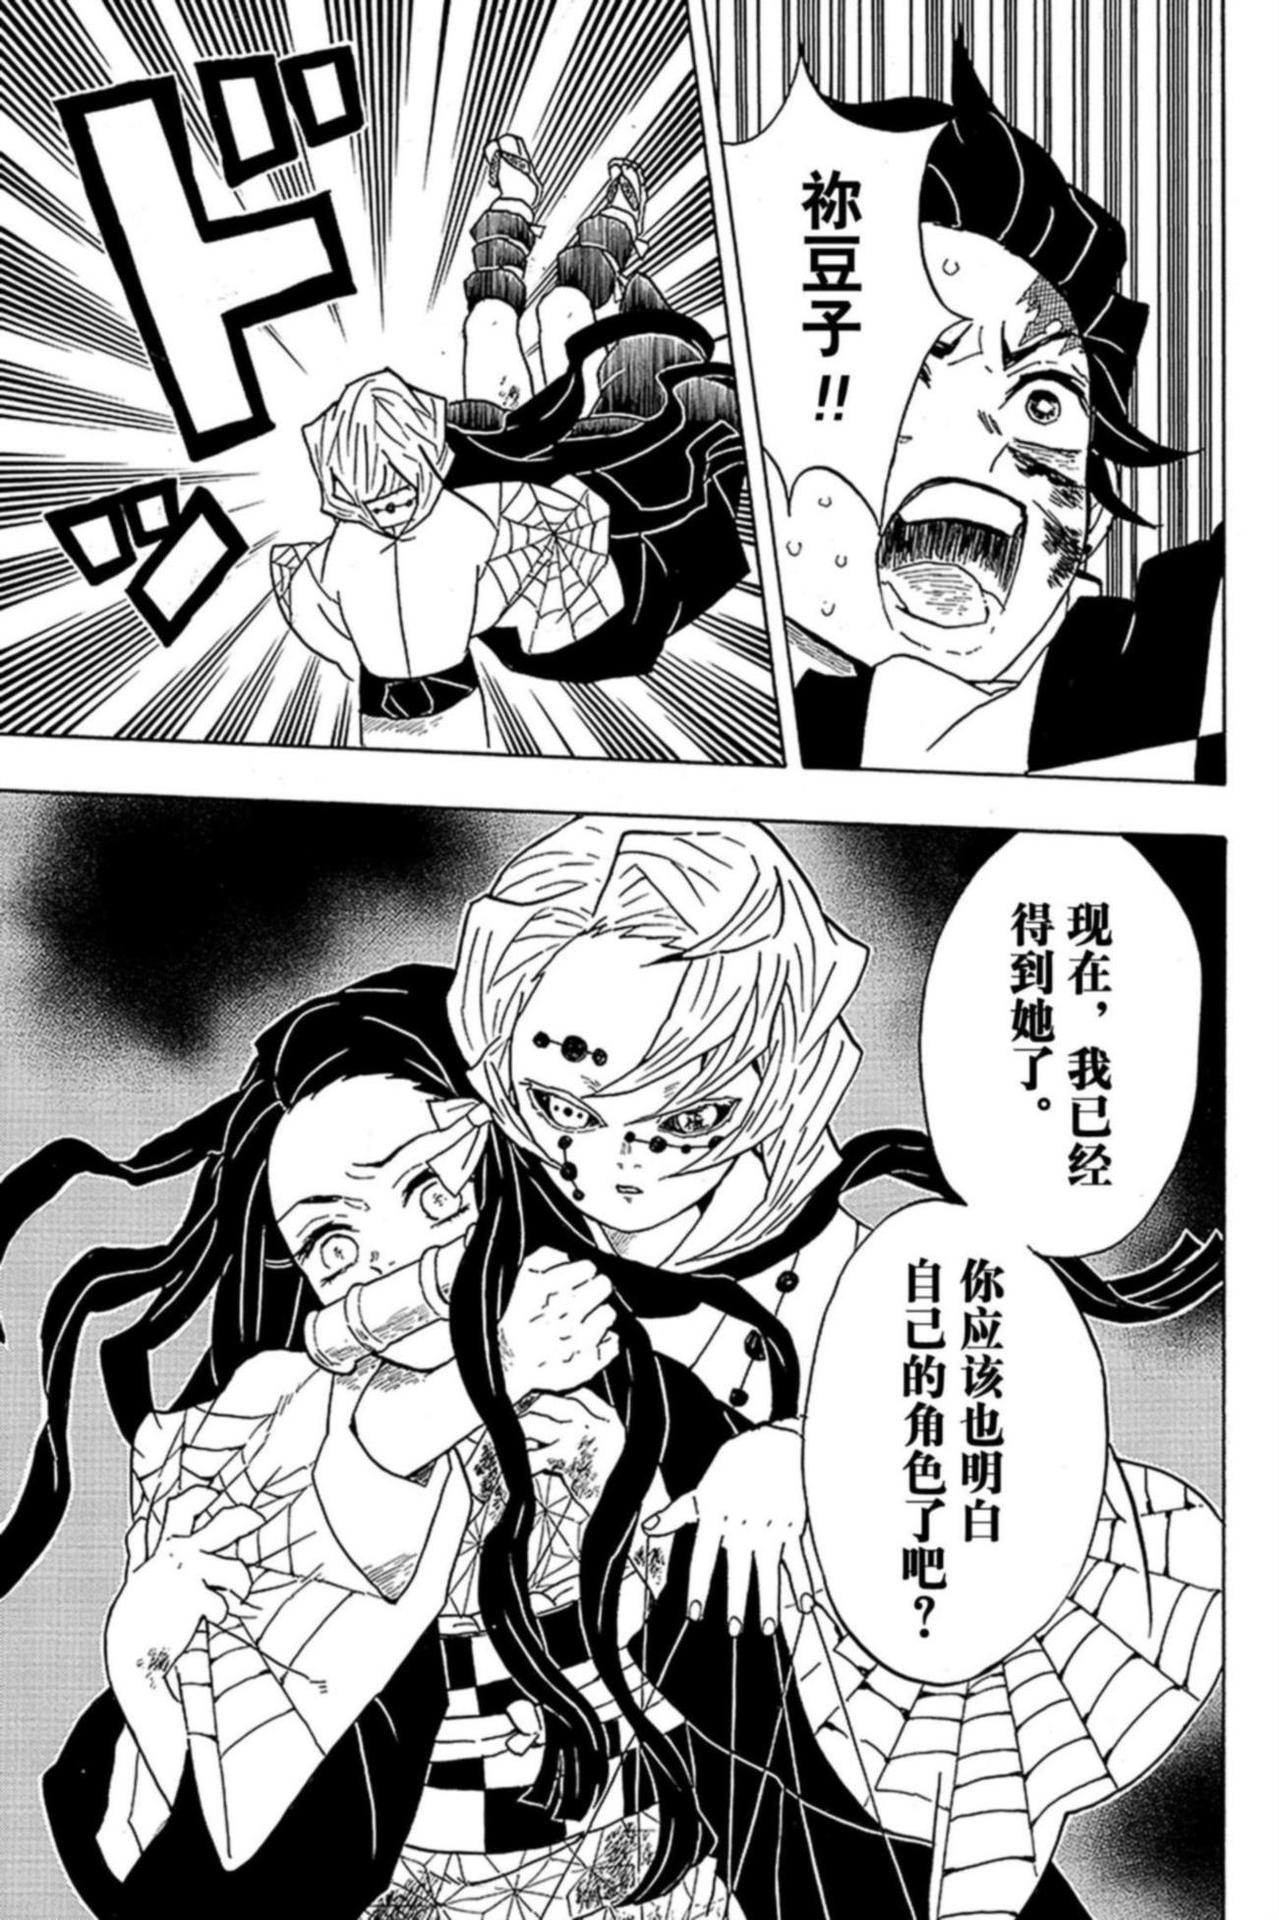 祢豆子!!
ドドッ
現在，我已经
得到她了。
你应该也明白
自己的角色了吧？